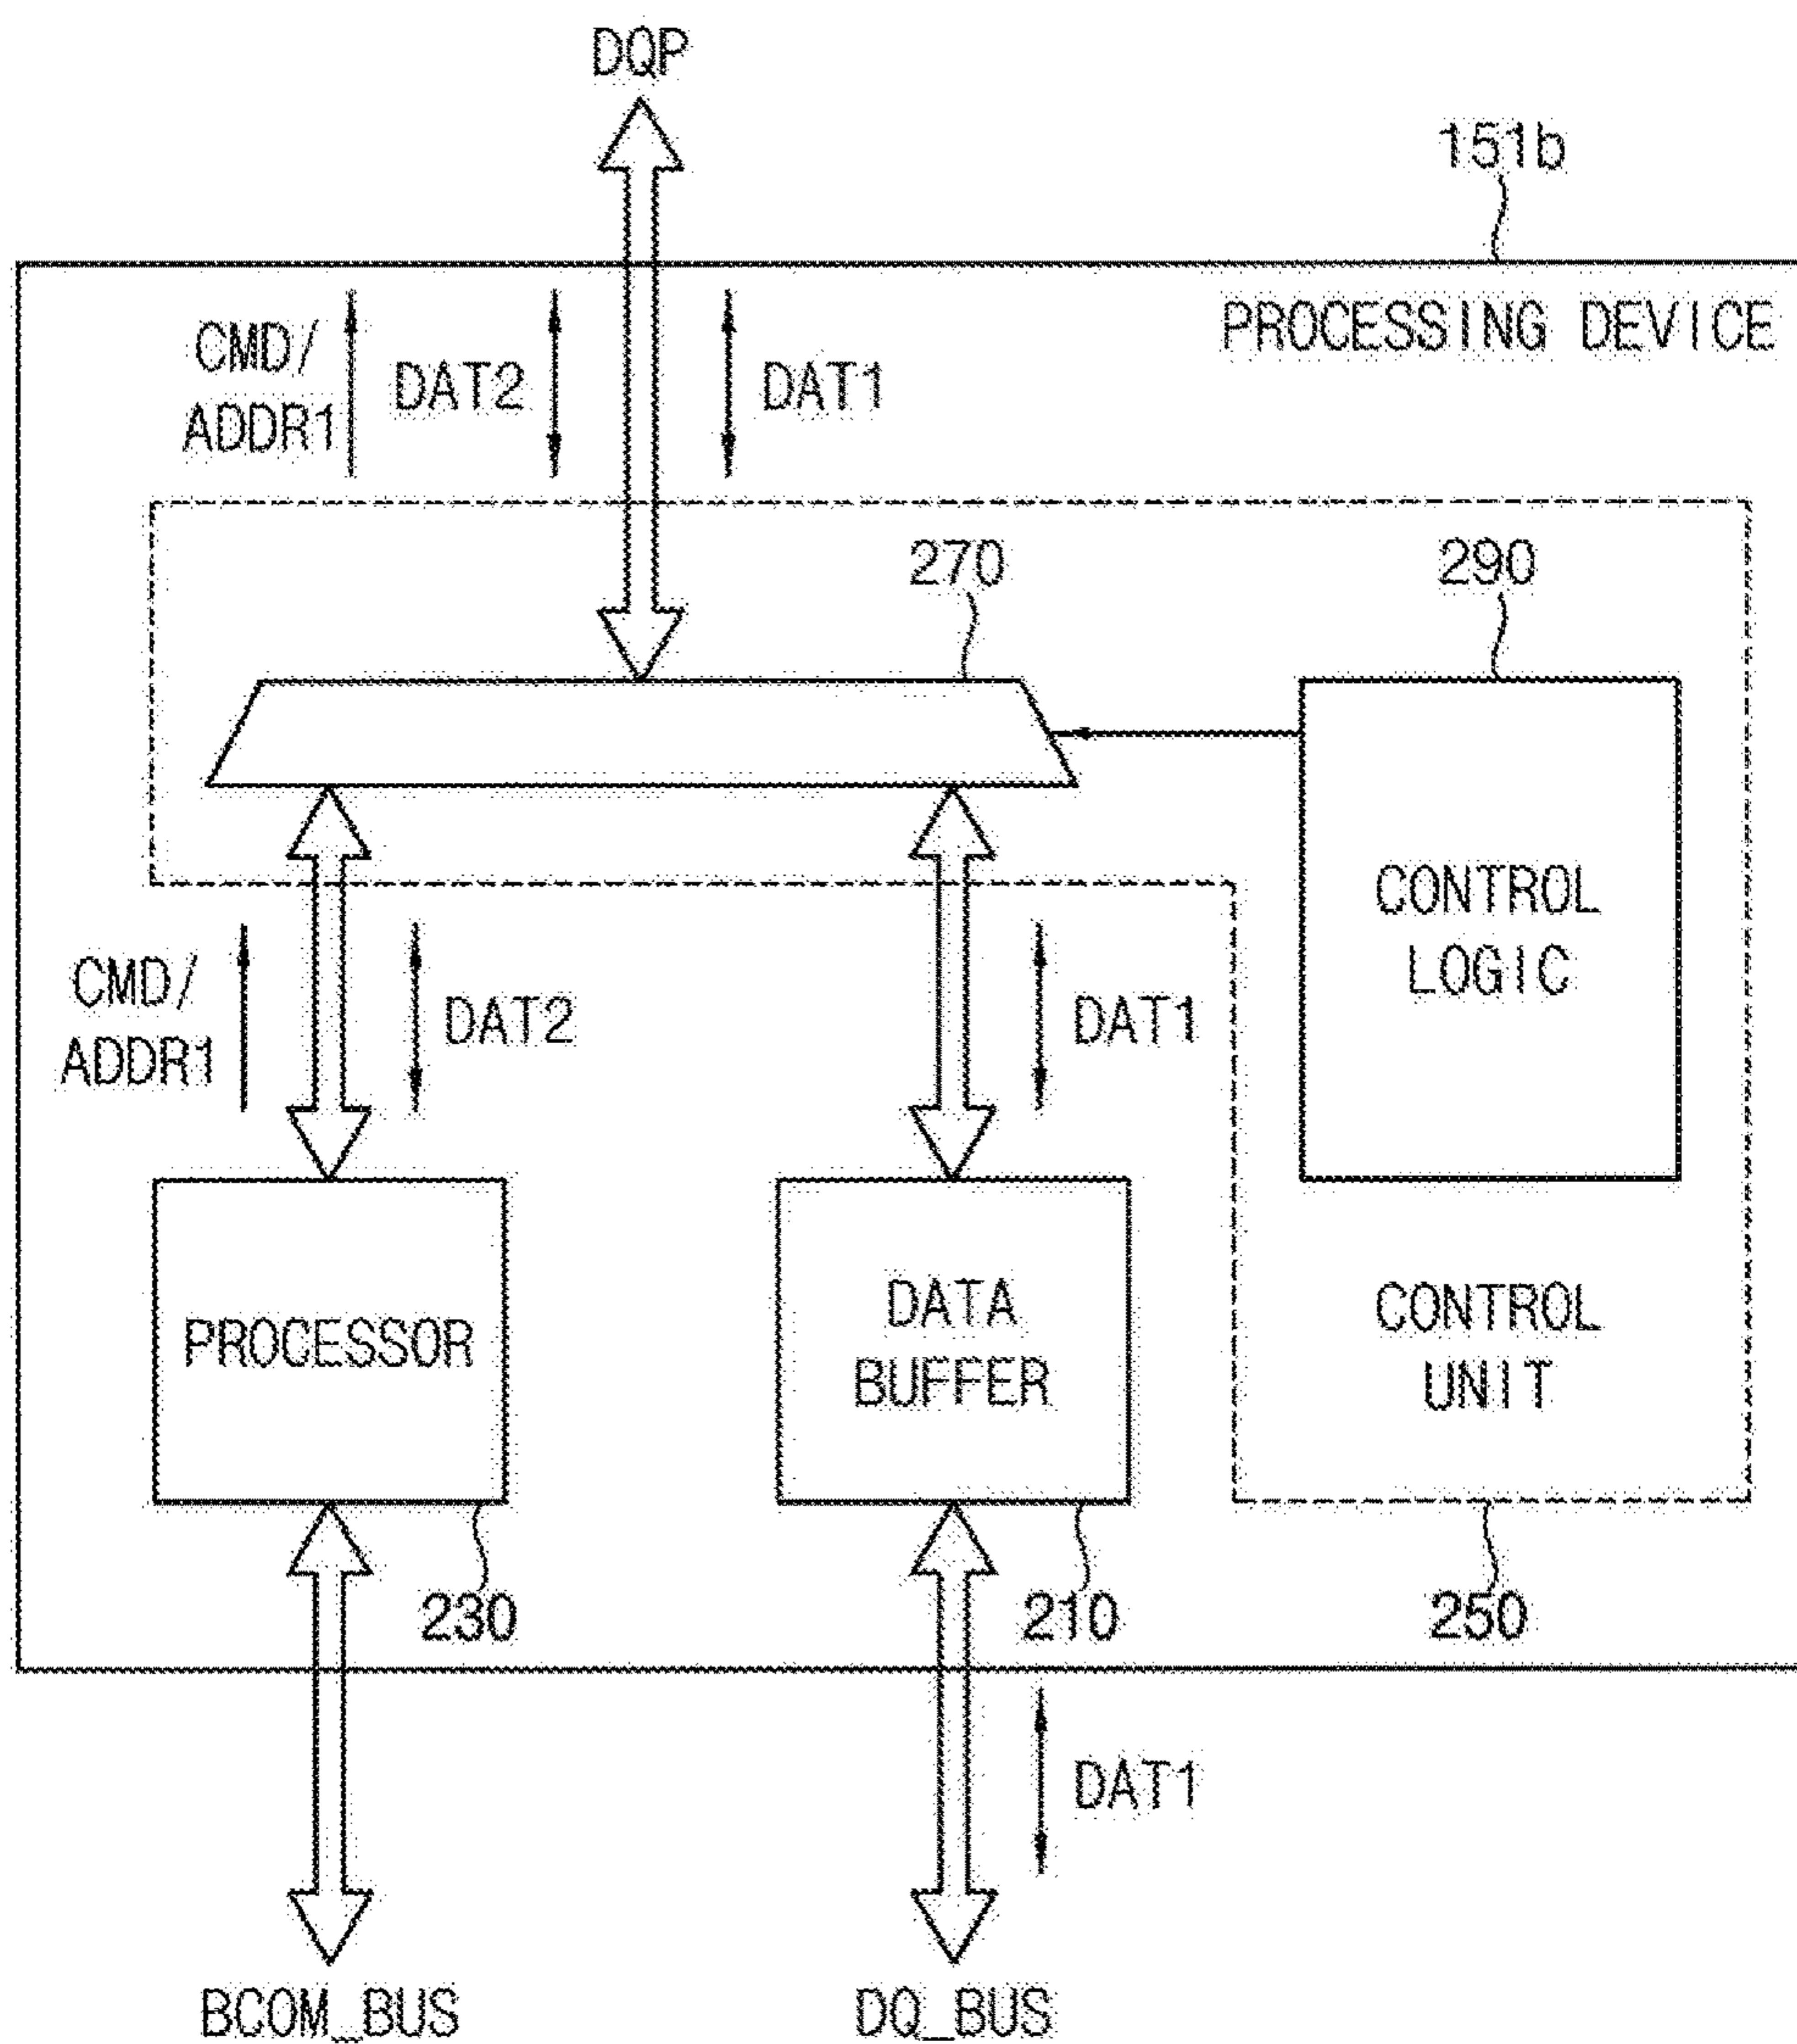 DQP
151b
PROCESSING DEVICE
CMD/
ADDR1
DAT2
DAT1
270
290
CONTROL
LOGIC
CMD/
ADDR1
DAT2
DAT1
PROCESSOR
DATA
BUFFER
CONTROL
UNIT
230
210
250
DAT1
BCOM_BUS
DQ_BUS